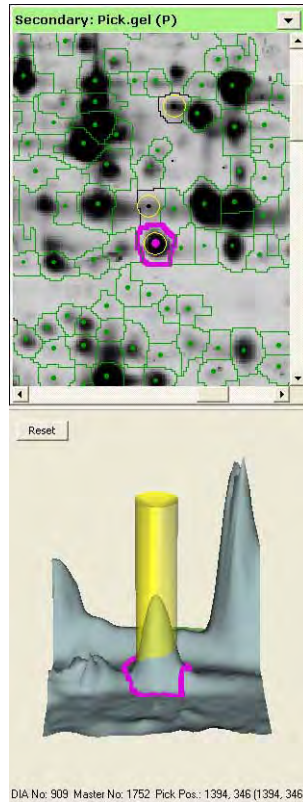 Secondary: Pick.gel (P)
Reset
DIA No: 909 Master No: 1752 Pick Pos.: 1394, 346 (1394, 346